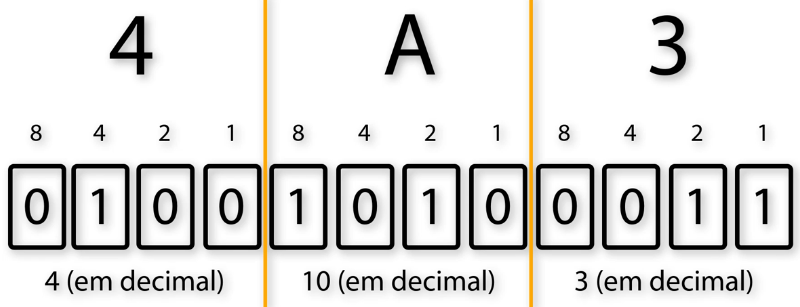 4 A 3
8 4 2 1 8 4 2 1 8 4 2 1
0 1 0 0 1 0 1 0 0 0 1 1
4 (em decimal) 10 (em decimal) 3 (em decimal)